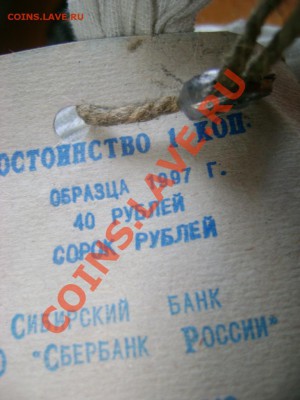 COINS.LAVE.RU
ОСТОИНСТВО 1 КОП.
ОБРАЗЦА 1997 Г.
40 РУБЛЕЙ
СОРОК РУБЛЕЙ
COINS.LAVE.RU
СИБИРСКИЙ БАНК
"СБЕРБАНК РОССИИ"